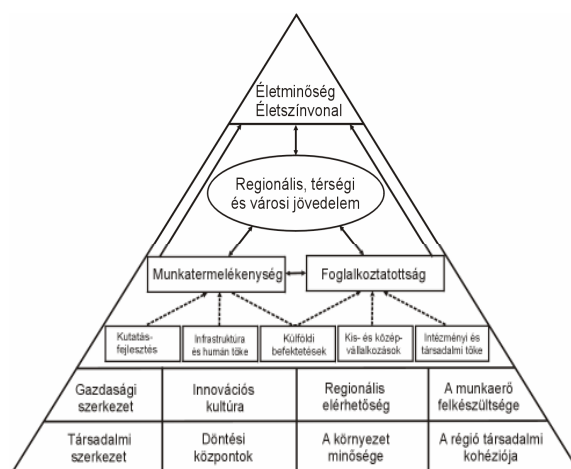 Életminőség
Életszínvonal
Regionális, térségi
és városi jövedelem
Munkatermelékenység
Foglalkoztatottság
Kutatás-
fejlesztés
Infrastruktúra
és humán tőke
Külföldi
befektetések
Kis- és közép-
vállalkozások
Intézményi és
társadalmi tőke
Gazdasági
szerkezet
Innovációs
kultúra
Regionális
elérhetőség
A munkaerő
felkészültsége
Társadalmi
szerkezet
Döntési
központok
A környezet
minősége
A régió társadalmi
kohéziója